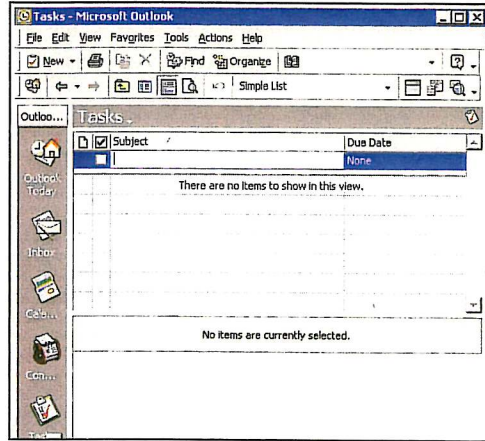 Tasks - Microsoft Outlook
File Edit View Favorites Tools Actions Help
New Find Organize
Simple List
Outloo... Tasks
Subject Due Date
None
Outlook Today
There are no items to show in this view.
Inbox
Cale...
No items are currently selected.
Con...